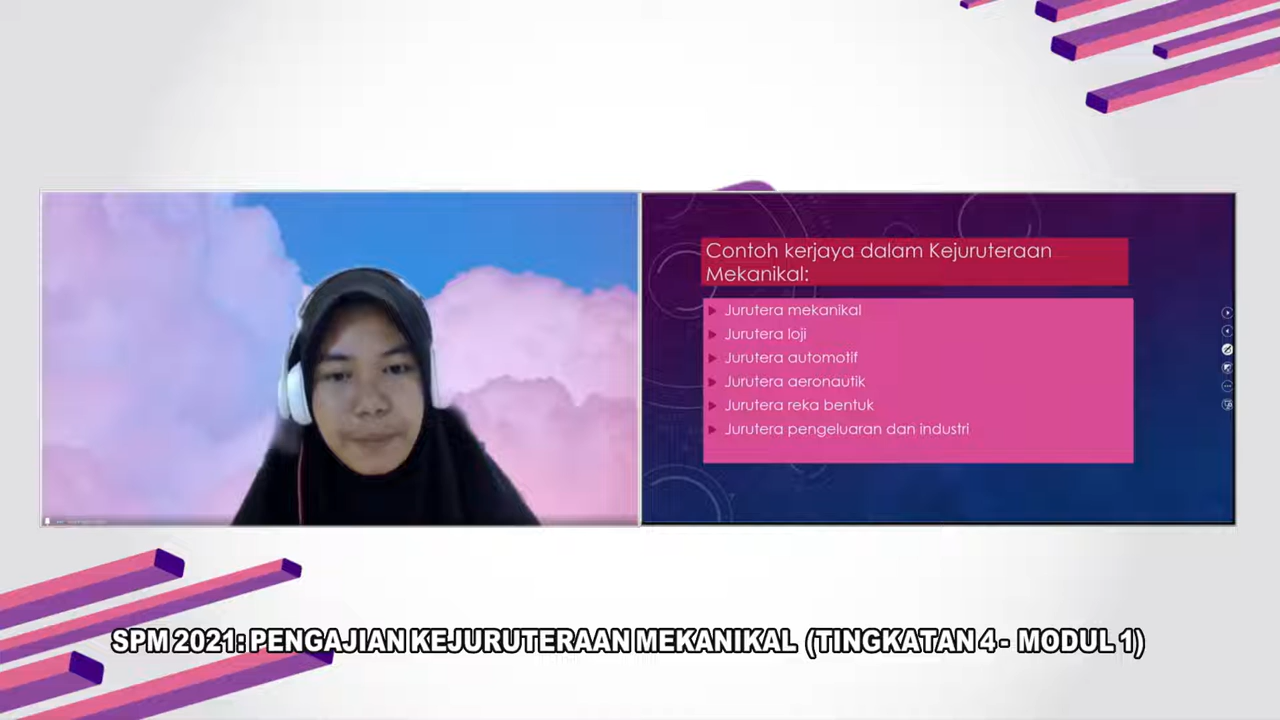 Contoh kerjaya dalam Kejuruteraan
Mekanikal:
Jurutera mekanikal
Jurutera loji
Jurutera automotif
Jurutera aeronautik
Jurutera reka bentuk
Jurutera pengeluaran dan industri
SPM 2021: PENGAJIAN KEJURUTERAAN MEKANIKAL (TINGKATAN 4 - MODUL 1)